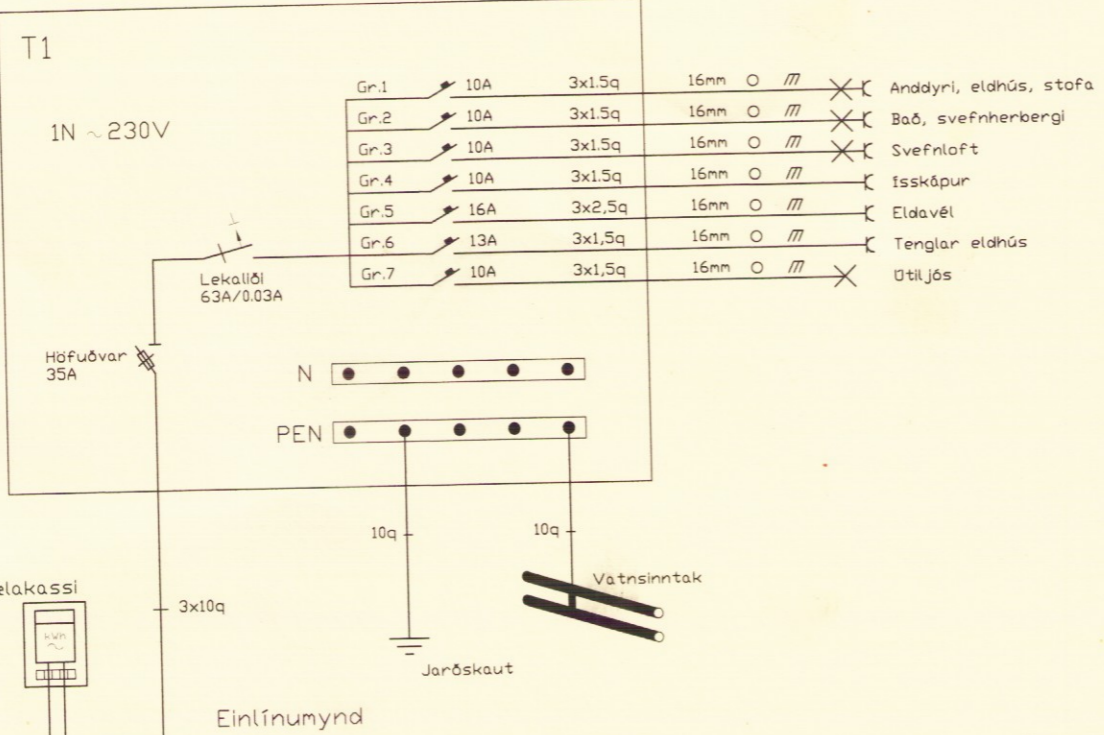 T1
1N ~ 230V
Gr.1 10A 3x1.5q 16mm Anddyri, eldhús, stofa
Gr.2 10A 3x1.5q 16mm Bað, svefnherbergi
Gr.3 10A 3x1.5q 16mm Svefnloft
Gr.4 10A 3x1.5q 16mm Ísskápur
Gr.5 16A 3x2,5q 16mm Eldavél
Gr.6 13A 3x1,5q 16mm Tenglar eldhús
Gr.7 10A 3x1,5q 16mm Útiljós
Lekaliði
63A/0.03A
Höfuðvar
35A
N
PEN
10q 10q
Vatnsinntak
elakassi
3x10q
kWh
Jarðskaut
Einlínumynd